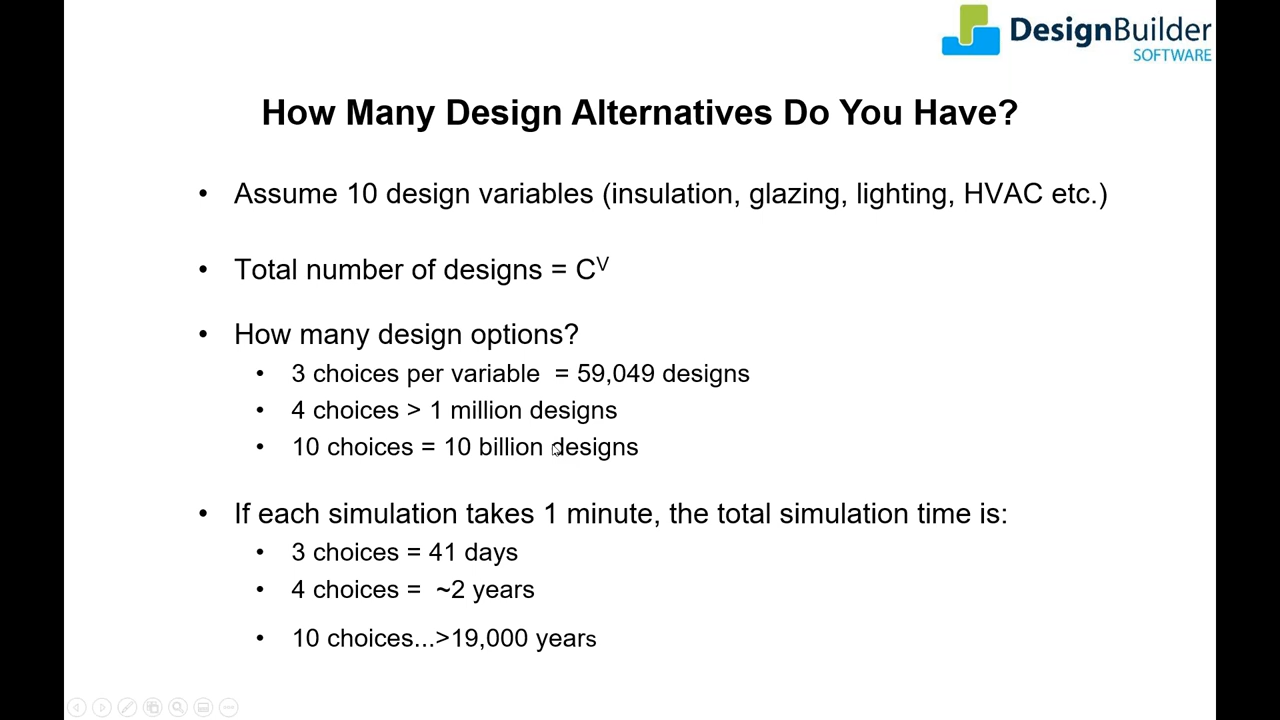 DesignBuilder
SOFTWARE
How Many Design Alternatives Do You Have?
• Assume 10 design variables (insulation, glazing, lighting, HVAC etc.)
• Total number of designs = C^V
• How many design options?
• 3 choices per variable = 59,049 designs
• 4 choices > 1 million designs
• 10 choices = 10 billion designs
• If each simulation takes 1 minute, the total simulation time is:
• 3 choices = 41 days
• 4 choices = ~2 years
• 10 choices...>19,000 years